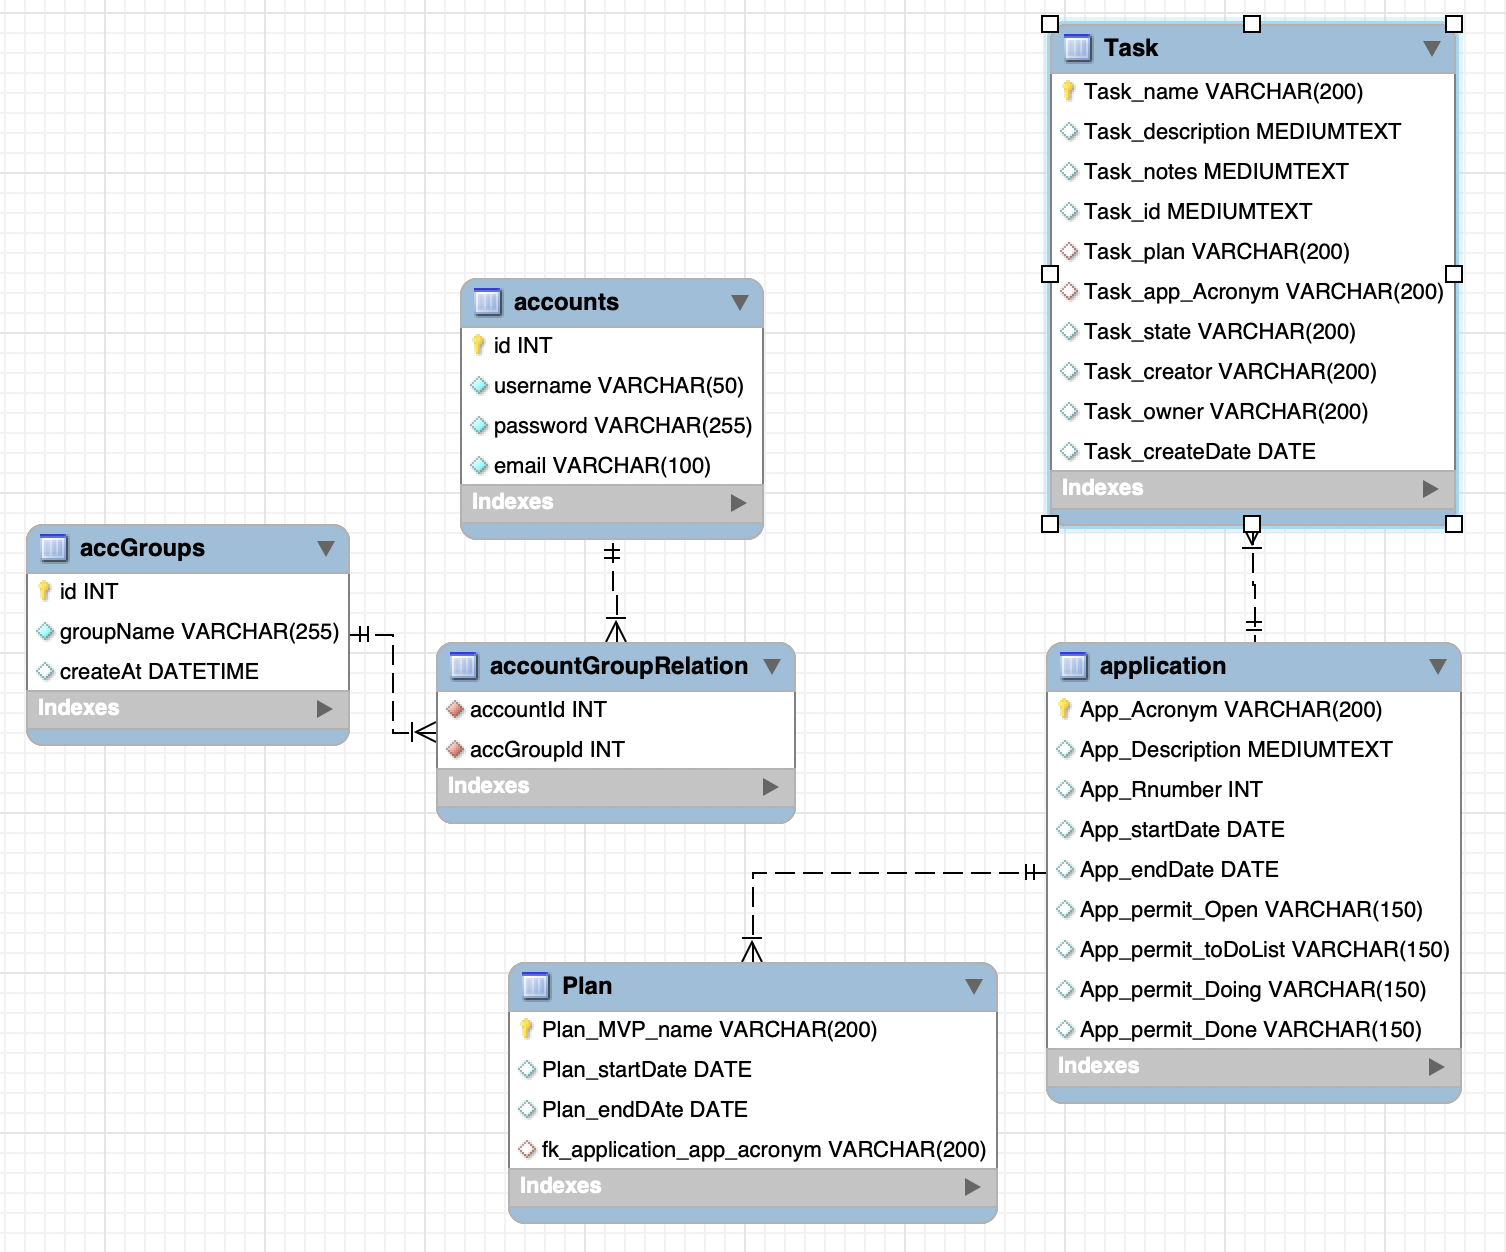 Task
Task_name VARCHAR(200)
Task_description MEDIUMTEXT
Task_notes MEDIUMTEXT
Task_id MEDIUMTEXT
Task_plan VARCHAR(200)
Task_app_Acronym VARCHAR(200)
Task_state VARCHAR(200)
Task_creator VARCHAR(200)
Task_owner VARCHAR(200)
Task_createDate DATE
Indexes
accounts
id INT
username VARCHAR(50)
password VARCHAR(255)
email VARCHAR(100)
Indexes
accGroups
id INT
groupName VARCHAR(255)
createAt DATETIME
Indexes
accountGroupRelation
accountId INT
accGroupId INT
Indexes
application
App_Acronym VARCHAR(200)
App_Description MEDIUMTEXT
App_Rnumber INT
App_startDate DATE
App_endDate DATE
App_permit_Open VARCHAR(150)
App_permit_toDoList VARCHAR(150)
App_permit_Doing VARCHAR(150)
App_permit_Done VARCHAR(150)
Indexes
Plan
Plan_MVP_name VARCHAR(200)
Plan_startDate DATE
Plan_endDAte DATE
fk_application_app_acronym VARCHAR(200)
Indexes